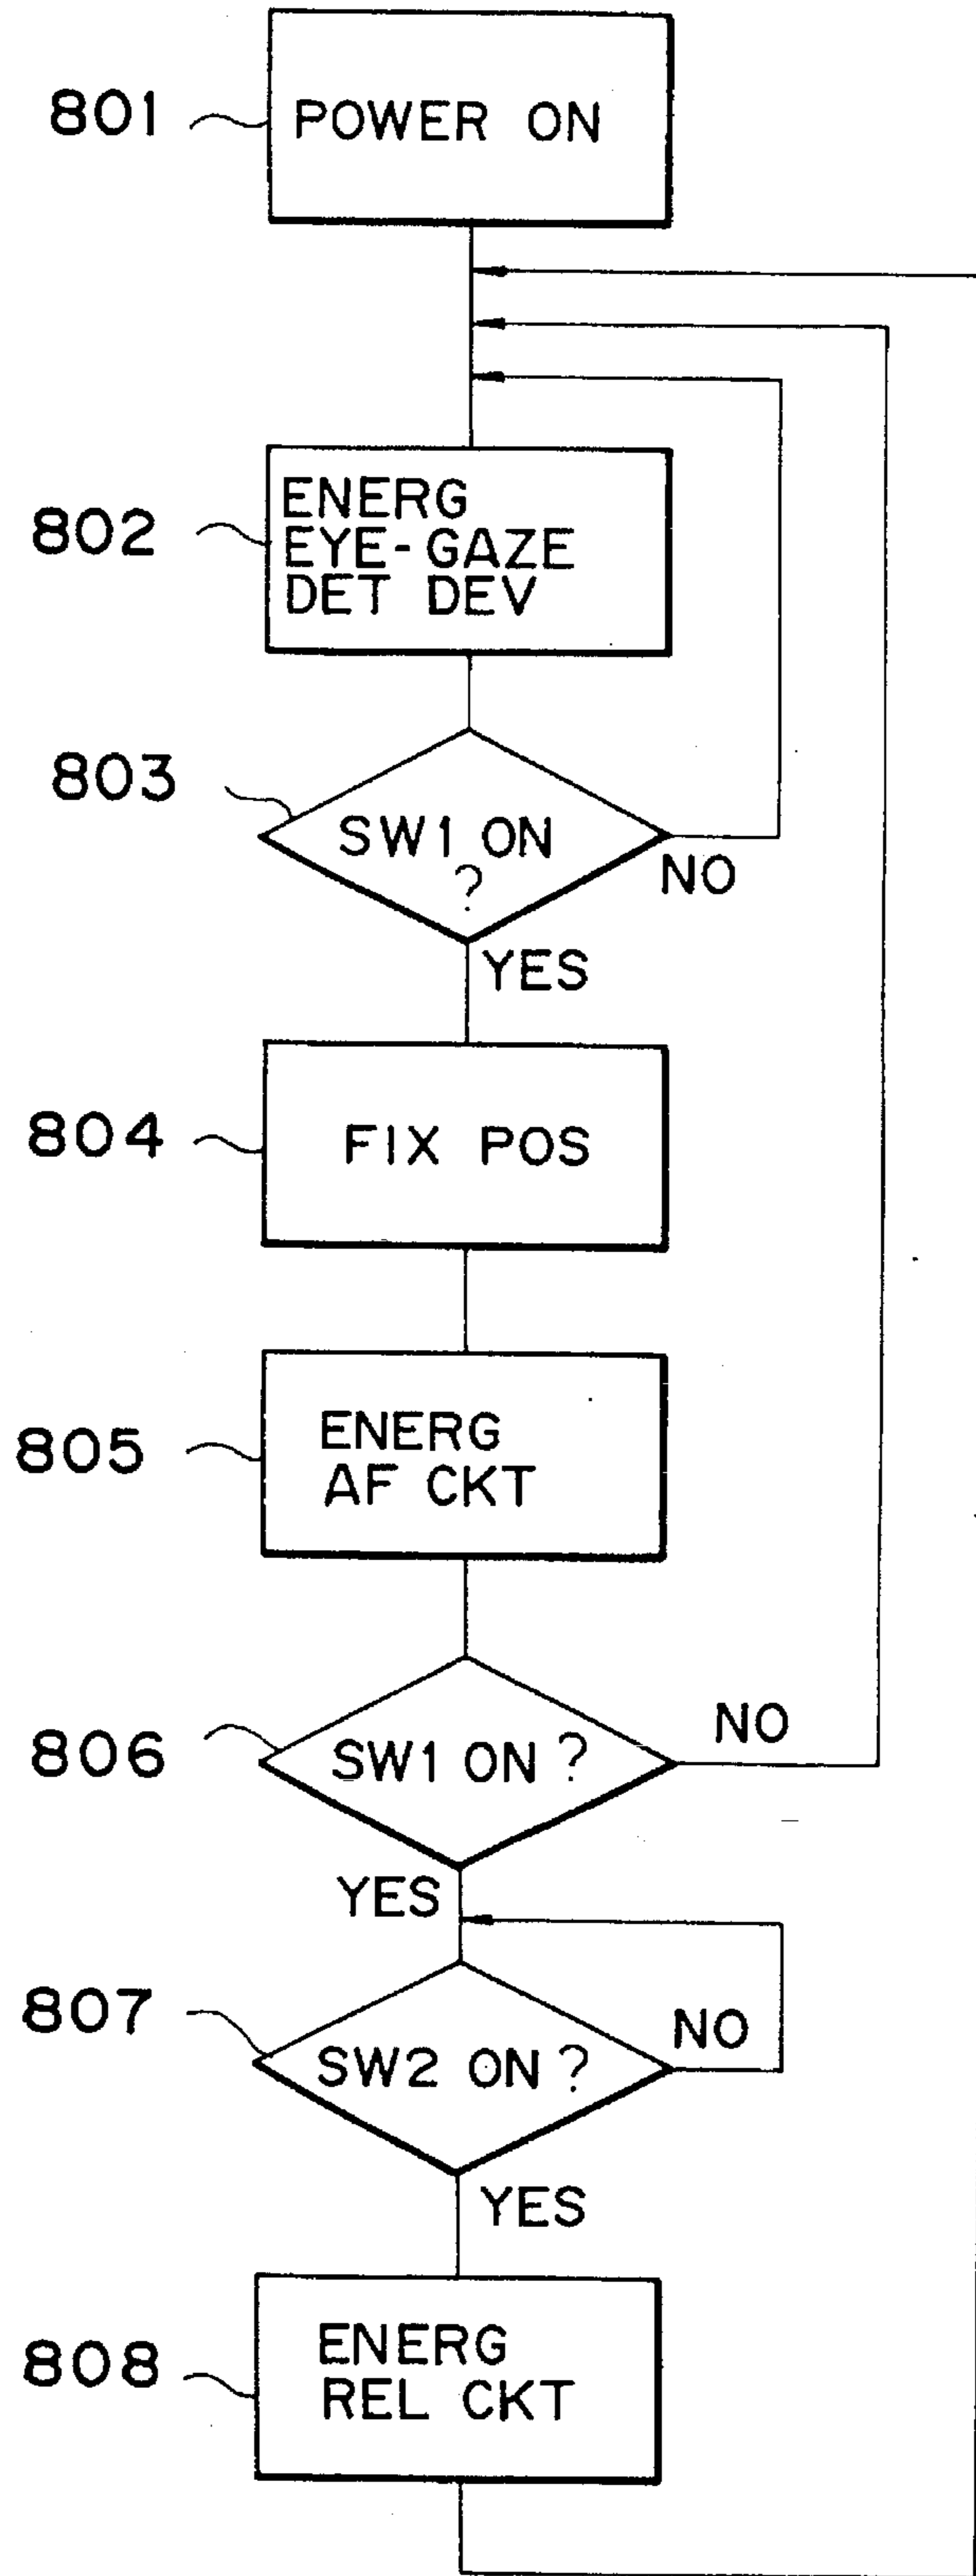 801
POWER ON
802
ENERG
EYE-GAZE
DET DEV
803
SW1 ON
?
NO
YES
804
FIX POS
805
ENERG
AF CKT
806
SW1 ON ?
NO
YES
807
SW2 ON ?
NO
YES
808
ENERG
REL CKT